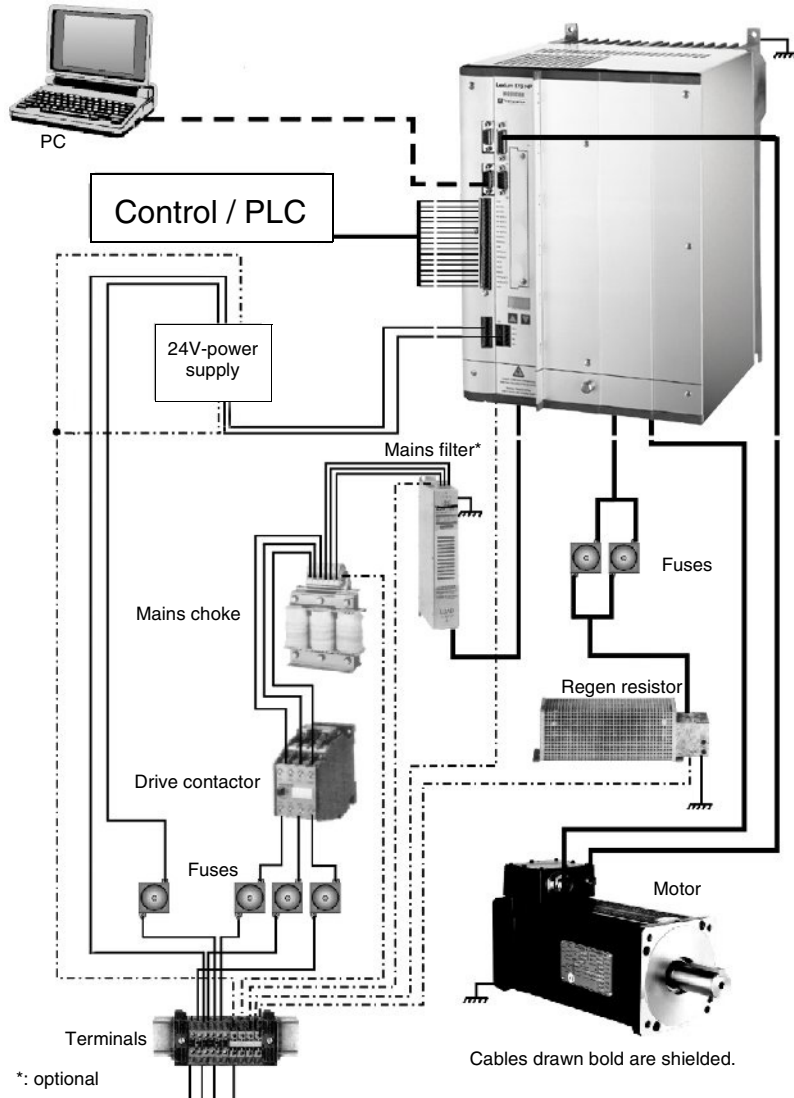 PC
Control / PLC
24V-power
supply
Mains filter*
Mains choke
Fuses
Regen resistor
Drive contactor
Fuses
Motor
Terminals
Cables drawn bold are shielded.
*: optional